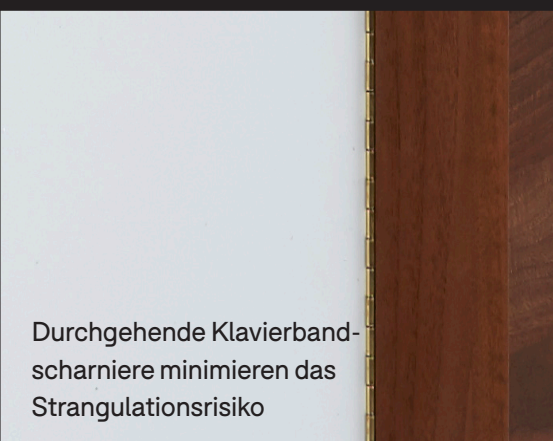 Durchgehende Klavierband-
scharniere minimieren das
Strangulationsrisiko